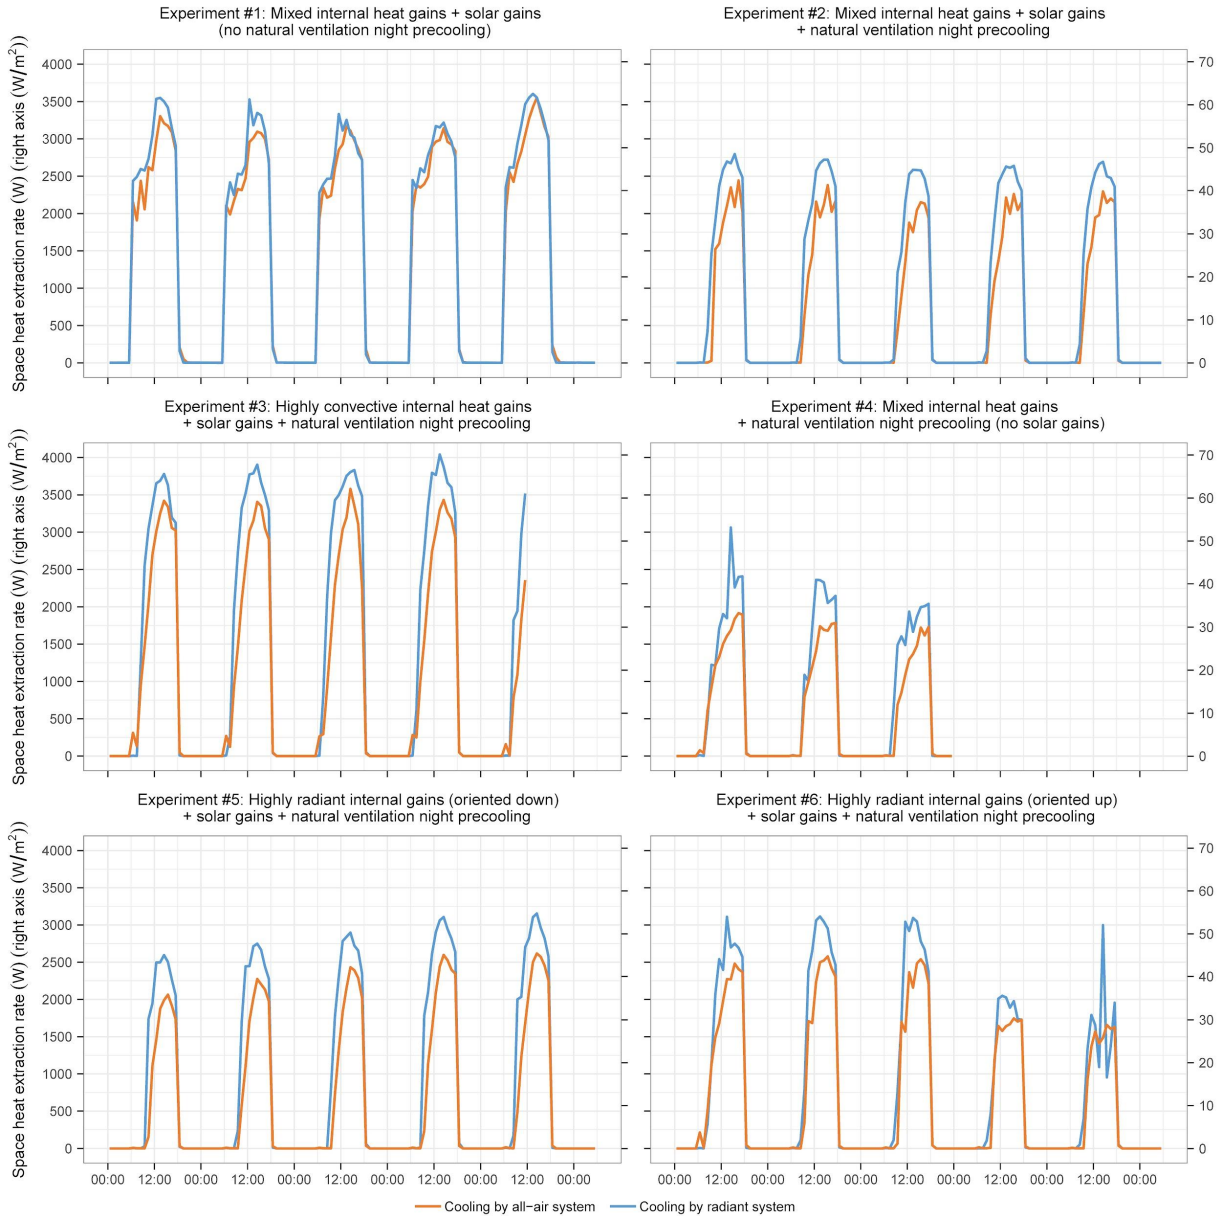 Experiment #1: Mixed internal heat gains + solar gains
(no natural ventilation night precooling)
Experiment #2: Mixed internal heat gains + solar gains
+ natural ventilation night precooling
Space heat extraction rate (W) (right axis (W/m²))
4000
3500
3000
2500
2000
1500
1000
500
0
70
60
50
40
30
20
10
0
Experiment #3: Highly convective internal heat gains
+ solar gains + natural ventilation night precooling
Experiment #4: Mixed internal heat gains
+ natural ventilation night precooling (no solar gains)
Space heat extraction rate (W) (right axis (W/m²))
4000
3500
3000
2500
2000
1500
1000
500
0
70
60
50
40
30
20
10
0
Experiment #5: Highly radiant internal gains (oriented down)
+ solar gains + natural ventilation night precooling
Experiment #6: Highly radiant internal gains (oriented up)
+ solar gains + natural ventilation night precooling
Space heat extraction rate (W) (right axis (W/m²))
4000
3500
3000
2500
2000
1500
1000
500
0
70
60
50
40
30
20
10
0
00:00 12:00 00:00 12:00 00:00 12:00 00:00 12:00 00:00 12:00 00:00
00:00 12:00 00:00 12:00 00:00 12:00 00:00 12:00 00:00 12:00 00:00
Cooling by all−air system Cooling by radiant system